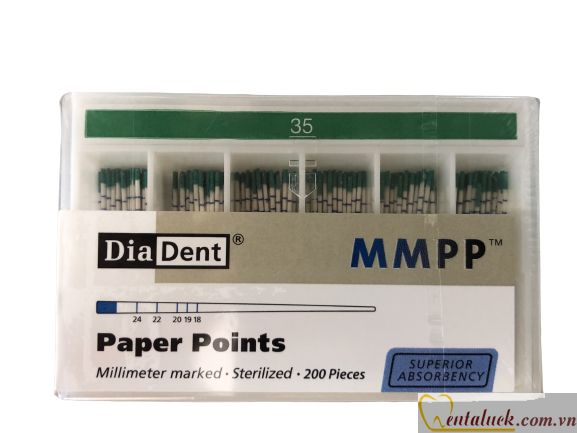 35
DiaDent®
MMPP™
24 22 20 19 18
Paper Points
Millimeter marked · Sterilized · 200 Pieces
SUPERIOR
ABSORBENCY
Dentaluck.com.vn